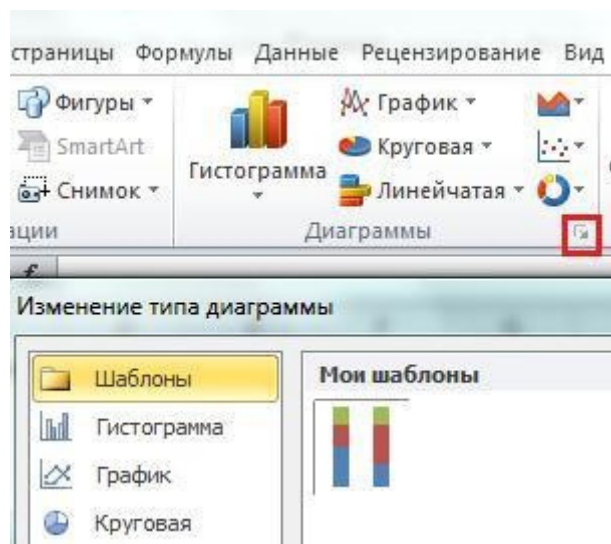 страницы Формулы Данные Рецензирование Вид
Фигуры
График
SmartArt
Гистограмма
Круговая
Снимок
Линейчатая
ации
Диаграммы
f
Изменение типа диаграммы
Шаблоны
Мои шаблоны
Гистограмма
График
Круговая